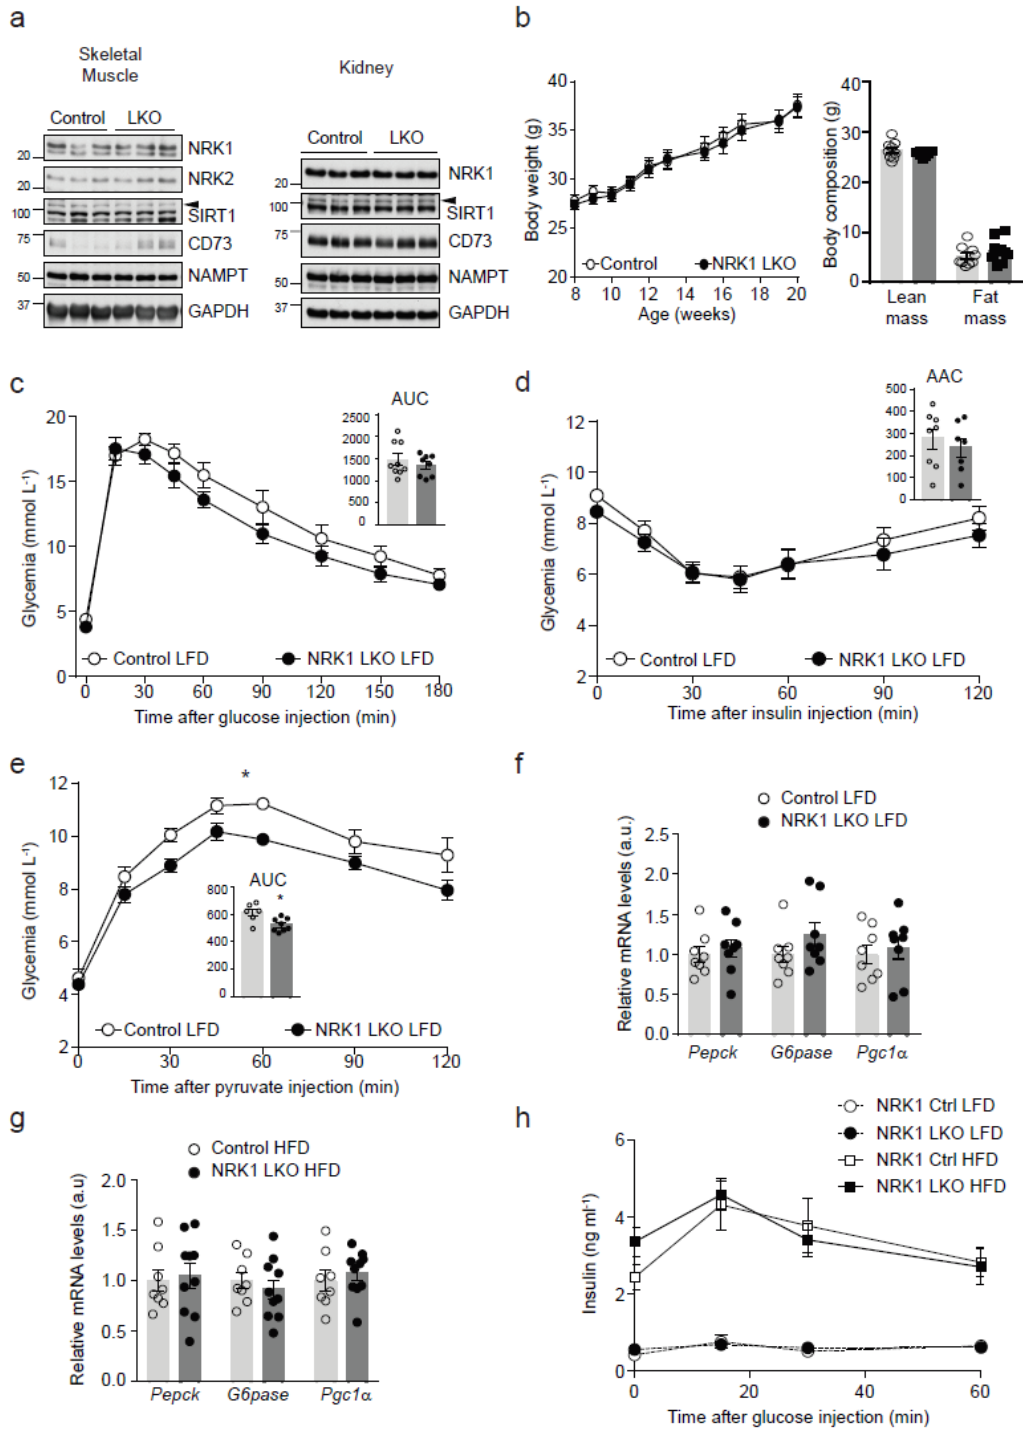 a
Skeletal
Muscle
Control LKO
20
NRK1
20
NRK2
100
SIRT1
75
CD73
50
NAMPT
37
GAPDH
Kidney
Control LKO
20
NRK1
100
SIRT1
75
CD73
50
NAMPT
37
GAPDH
b
Body weight (g)
40
35
30
25
20
Control NRK1 LKO
8 10 12 14 16 18 20
Age (weeks)
Body composition (g)
40
30
20
10
0
Lean
mass
Fat
mass
c
Glycemia (mmol L-1)
20
15
10
5
0
AUC
2500
2000
1500
1000
500
0
Control LFD NRK1 LKO LFD
0 30 60 90 120 150 180
Time after glucose injection (min)
d
Glycemia (mmol L-1)
12
10
8
6
4
2
AAC
500
400
300
200
100
0
Control LFD NRK1 LKO LFD
0 30 60 90 120
Time after insulin injection (min)
e
Glycemia (mmol L-1)
12
10
8
6
4
2
*
AUC
*
800
600
400
200
0
Control LFD NRK1 LKO LFD
0 30 60 90 120
Time after pyruvate injection (min)
f
Control LFD
NRK1 LKO LFD
Relative mRNA levels (a.u.)
2.5
2.0
1.5
1.0
0.5
0.0
Pepck G6pase Pgc1α
g
Control HFD
NRK1 LKO HFD
Relative mRNA levels (a.u)
2.0
1.5
1.0
0.5
0.0
Pepck G6pase Pgc1α
h
NRK1 Ctrl LFD
NRK1 LKO LFD
NRK1 Ctrl HFD
NRK1 LKO HFD
Insulin (ng ml-1)
6
4
2
0
0 20 40 60
Time after glucose injection (min)